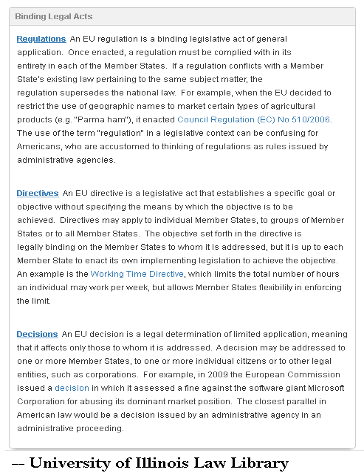 Binding Legal Acts
Regulations: An EU regulation is a binding legislative act of general
application. Once enacted, a regulation must be complied with in its
entirety in each of the Member States. If a regulation conflicts with a Member
State's existing law pertaining to the same subject matter, the
regulation supersedes the national law. For example, when the EU decided to
restrict the use of geographic names to market certain types of agricultural
products (e.g. "Parma ham"), it enacted Council Regulation (EC) No 510/2006.
The use of the term "regulation" in a legislative context can be confusing for
Americans, who are accustomed to thinking of regulations as rules issued by
administrative agencies.
Directives: An EU directive is a legislative act that establishes a specific goal or
objective without specifying the means by which the objective is to be
achieved. Directives may apply to individual Member States, to groups of Member
States or to all Member States. The objective set forth in the directive is
legally binding on the Member States to whom it is addressed, but it is up to each
Member State to enact its own implementing legislation to achieve the objective.
An example is the Working Time Directive, which limits the total number of hours
an individual may work per week, but allows Member States flexibility in enforcing
the limit.
Decisions: An EU decision is a legal determination of limited application, meaning
that it affects only those to whom it is addressed. A decision may be addressed to
one or more Member States, to one or more individual citizens or to other legal
entities, such as corporations. For example, in 2009 the European Commission
issued a decision in which it assessed a fine against the software giant Microsoft
Corporation for abusing its dominant market position. The closest parallel in
American law would be a decision issued by an administrative agency in an
administrative proceeding.
-- University of Illinois Law Library